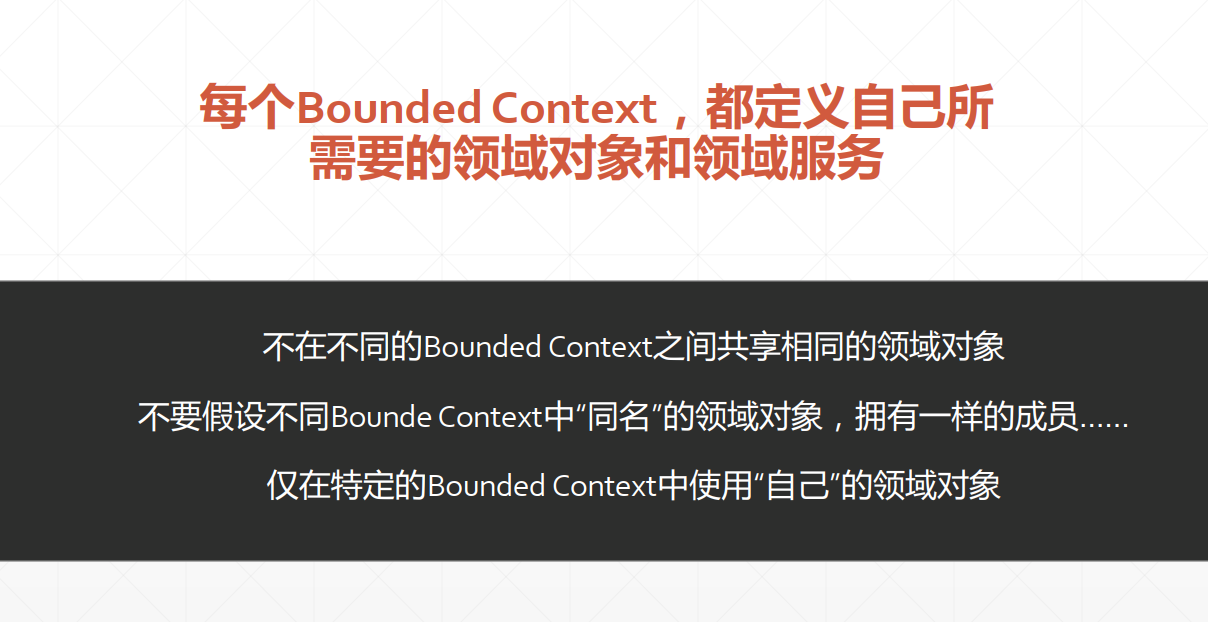 每个Bounded Context，都定义自己所
需要的领域对象和领域服务
不在不同的Bounded Context之间共享相同的领域对象
不要假设不同Bounde Context中“同名”的领域对象，拥有一样的成员……
仅在特定的Bounded Context中使用“自己”的领域对象